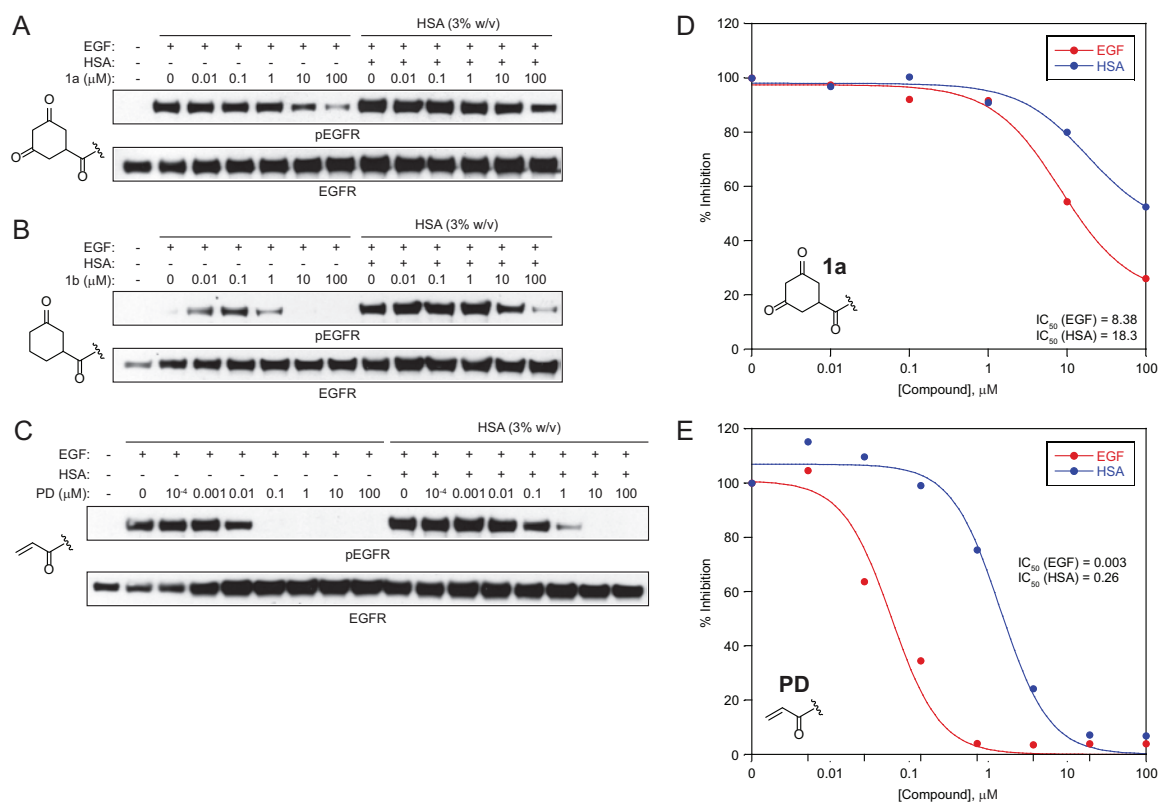 A
HSA (3% w/v)
EGF: - + + + + + + + + + + + +
HSA: - - - - - - - + + + + + +
1a (μM): - 0 0.01 0.1 1 10 100 0 0.01 0.1 1 10 100
O
O
O
pEGFR
EGFR
B
HSA (3% w/v)
EGF: - + + + + + + + + + + + +
HSA: - - - - - - - + + + + + +
1b (μM): - 0 0.01 0.1 1 10 100 0 0.01 0.1 1 10 100
O
O
pEGFR
EGFR
C
HSA (3% w/v)
EGF: - + + + + + + + + + + + + + + + +
HSA: - - - - - - - - - + + + + + + + +
PD (μM): - 0 10⁻⁴ 0.001 0.01 0.1 1 10 100 0 10⁻⁴ 0.001 0.01 0.1 1 10 100
O
pEGFR
EGFR
D
EGF
HSA
120
100
80
60
40
20
0
% Inhibition
1a
O
O
O
IC₅₀ (EGF) = 8.38
IC₅₀ (HSA) = 18.3
0 0.01 0.1 1 10 100
[Compound], μM
E
EGF
HSA
120
100
80
60
40
20
0
% Inhibition
IC₅₀ (EGF) = 0.003
IC₅₀ (HSA) = 0.26
PD
O
0 0.01 0.1 1 10 100
[Compound], μM